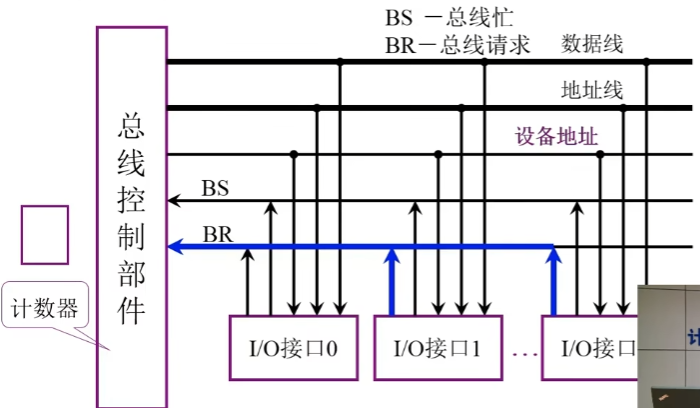 BS －总线忙
BR－总线请求
数据线
地址线
设备地址
BS
BR
总线控制部件
计数器
I/O接口0
I/O接口1
…
I/O接口
计